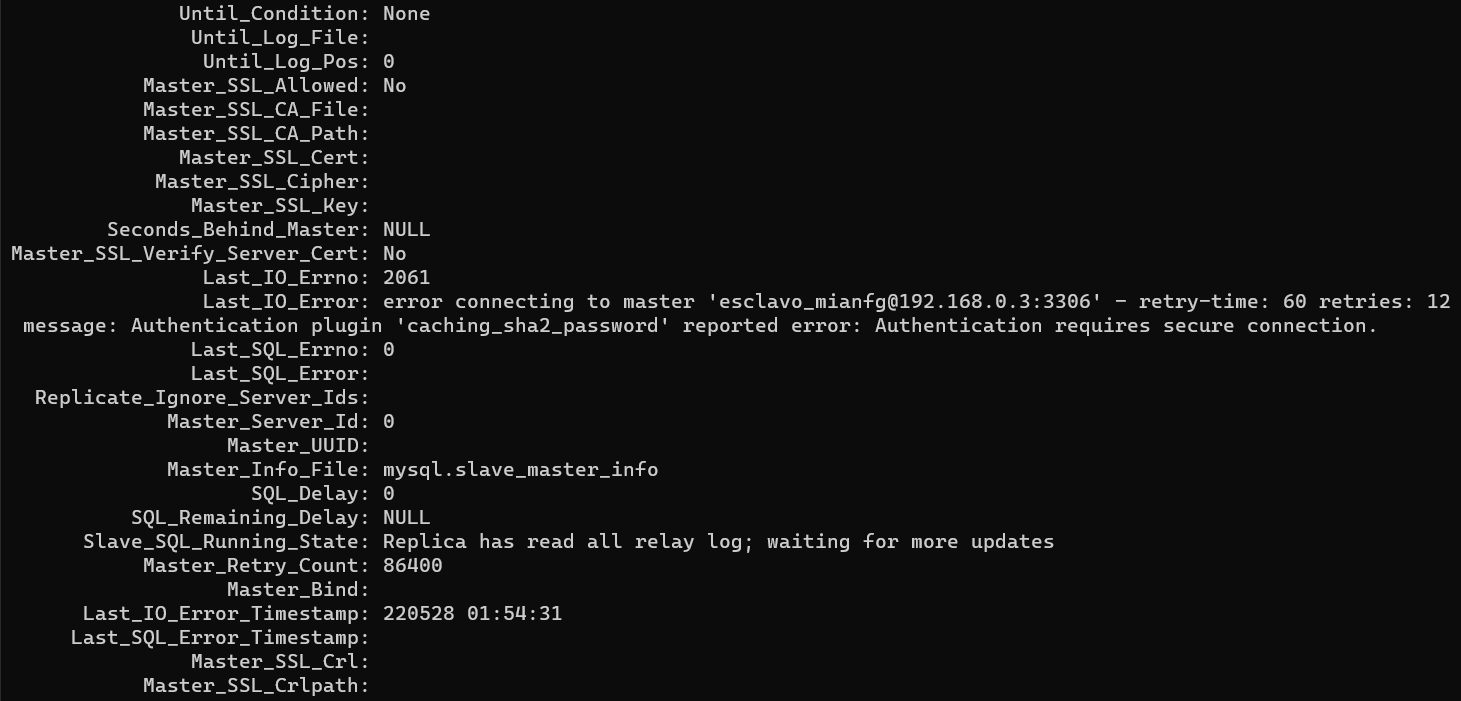 Until_Condition: None
Until_Log_File:
Until_Log_Pos: 0
Master_SSL_Allowed: No
Master_SSL_CA_File:
Master_SSL_CA_Path:
Master_SSL_Cert:
Master_SSL_Cipher:
Master_SSL_Key:
Seconds_Behind_Master: NULL
Master_SSL_Verify_Server_Cert: No
Last_IO_Errno: 2061
Last_IO_Error: error connecting to master 'esclavo_mianfg@192.168.0.3:3306' - retry-time: 60 retries: 12
message: Authentication plugin 'caching_sha2_password' reported error: Authentication requires secure connection.
Last_SQL_Errno: 0
Last_SQL_Error:
Replicate_Ignore_Server_Ids:
Master_Server_Id: 0
Master_UUID:
Master_Info_File: mysql.slave_master_info
SQL_Delay: 0
SQL_Remaining_Delay: NULL
Slave_SQL_Running_State: Replica has read all relay log; waiting for more updates
Master_Retry_Count: 86400
Master_Bind:
Last_IO_Error_Timestamp: 220528 01:54:31
Last_SQL_Error_Timestamp:
Master_SSL_Crl:
Master_SSL_Crlpath: